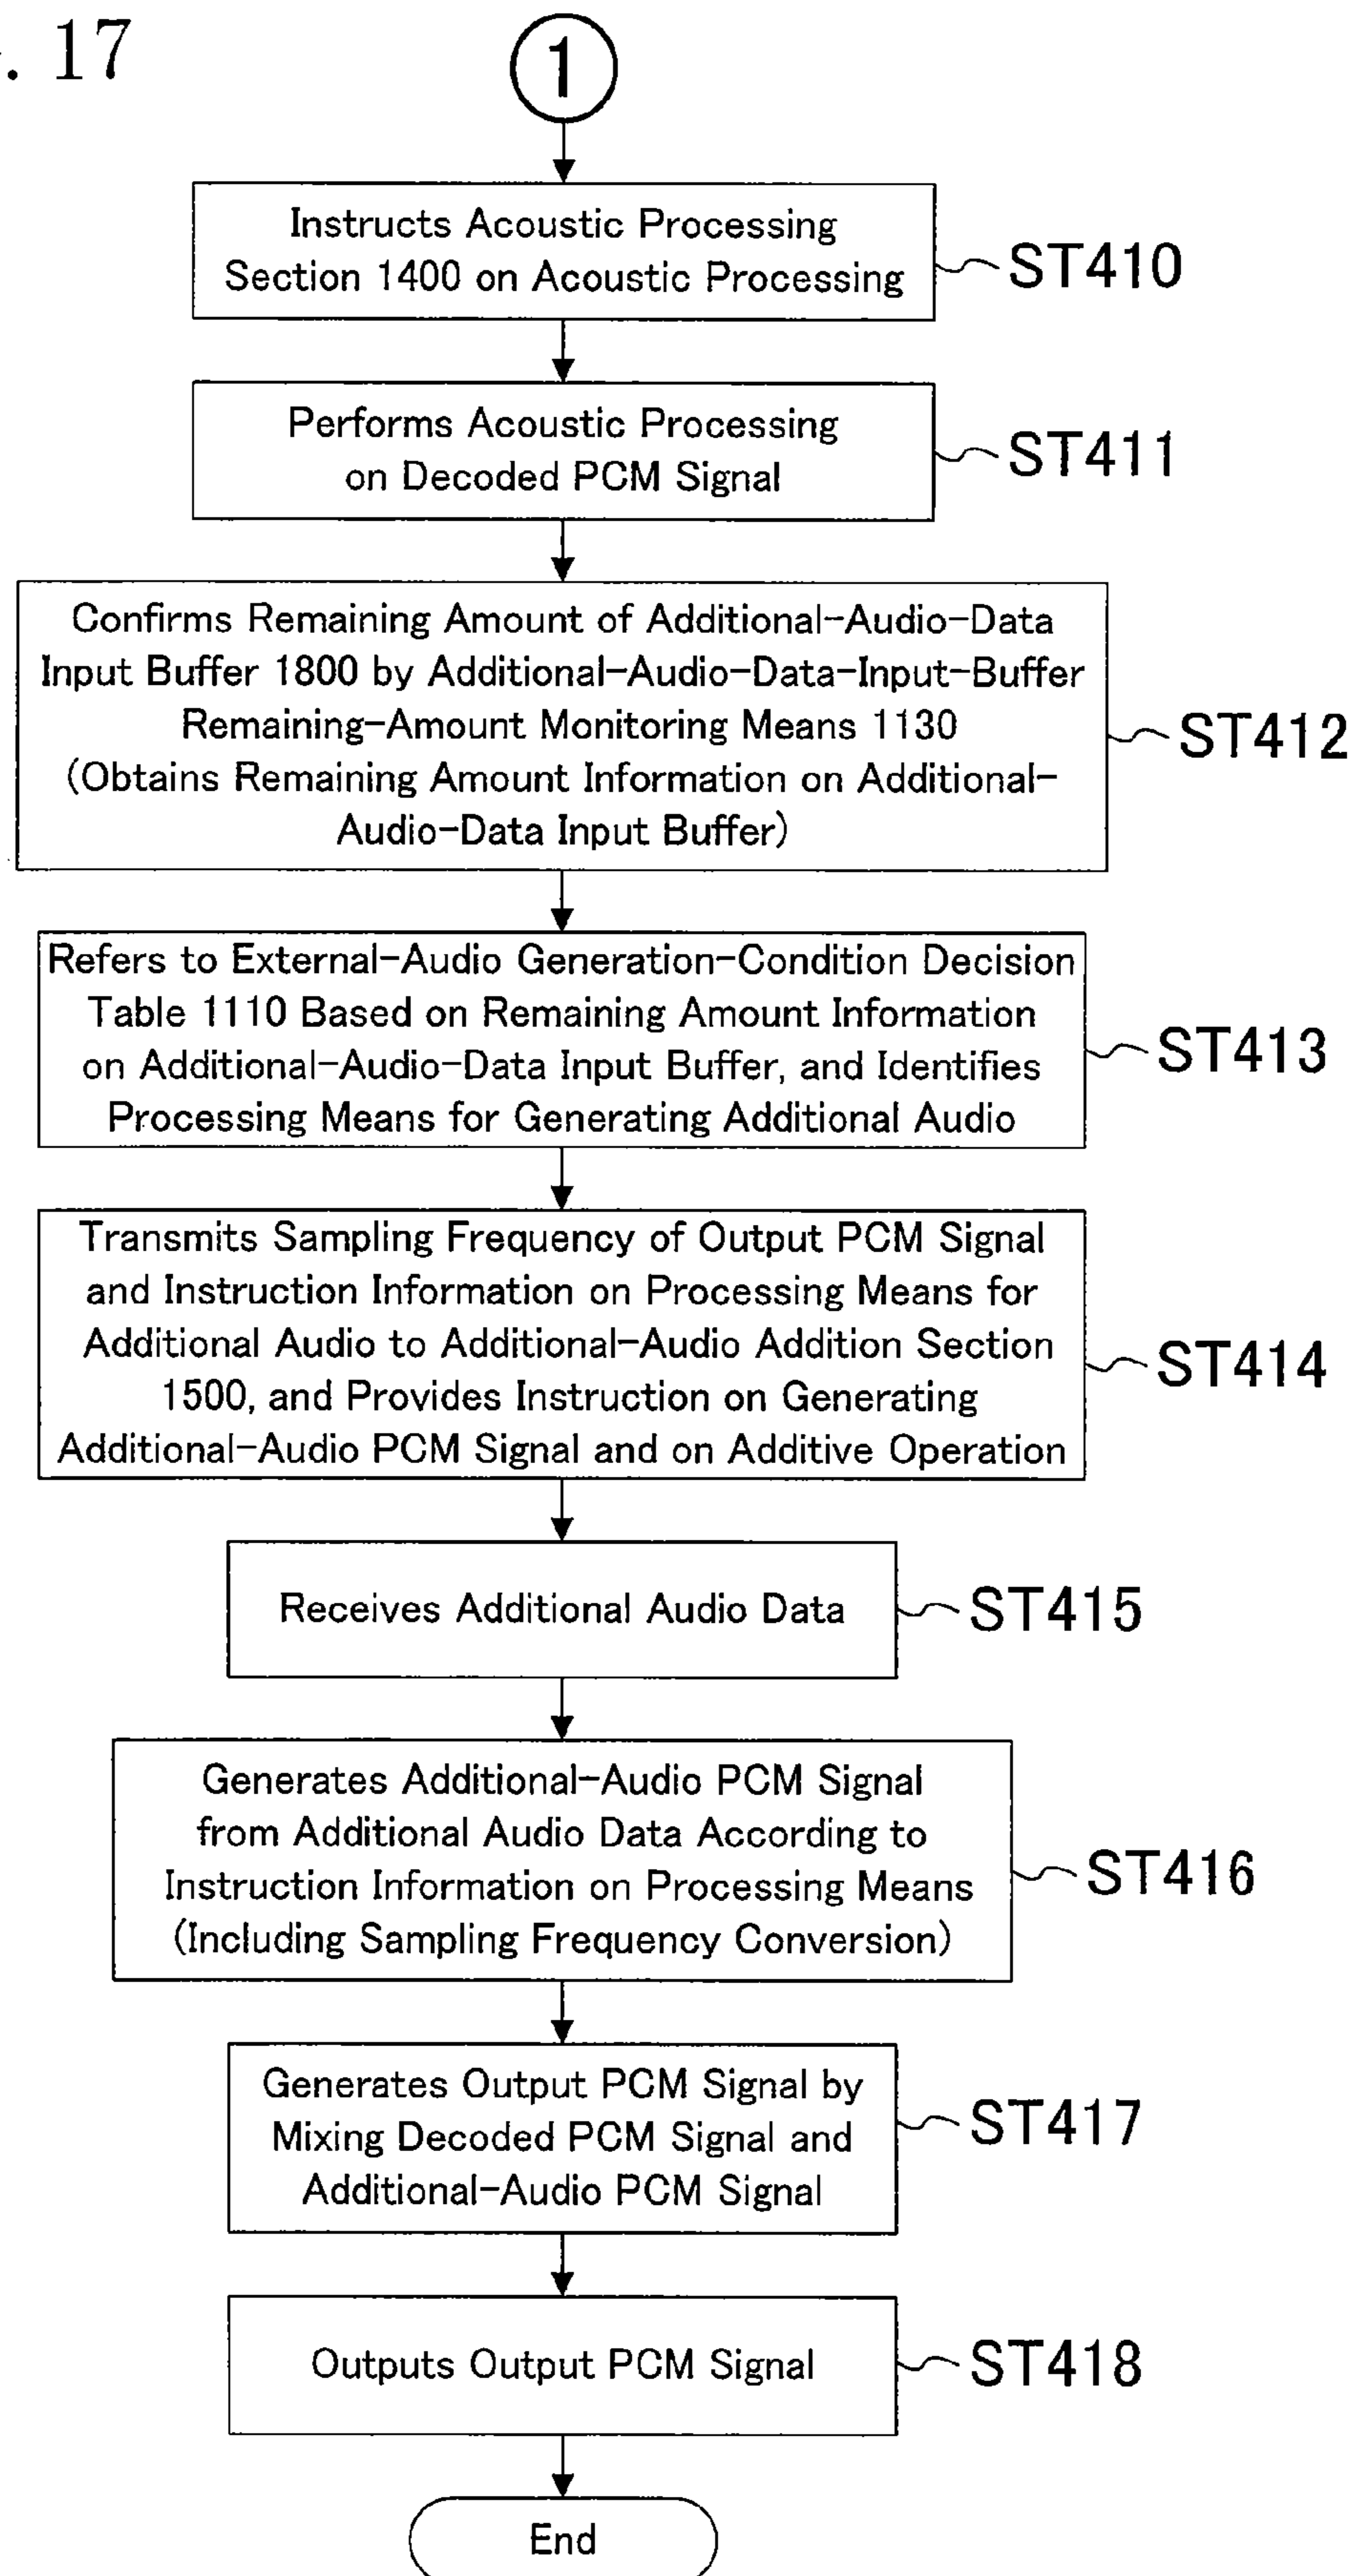 . 17
1
Instructs Acoustic Processing
Section 1400 on Acoustic Processing
ST410
Performs Acoustic Processing
on Decoded PCM Signal
ST411
Confirms Remaining Amount of Additional-Audio-Data
Input Buffer 1800 by Additional-Audio-Data-Input-Buffer
Remaining-Amount Monitoring Means 1130
(Obtains Remaining Amount Information on Additional-
Audio-Data Input Buffer)
ST412
Refers to External-Audio Generation-Condition Decision
Table 1110 Based on Remaining Amount Information
on Additional-Audio-Data Input Buffer, and Identifies
Processing Means for Generating Additional Audio
ST413
Transmits Sampling Frequency of Output PCM Signal
and Instruction Information on Processing Means for
Additional Audio to Additional-Audio Addition Section
1500, and Provides Instruction on Generating
Additional-Audio PCM Signal and on Additive Operation
ST414
Receives Additional Audio Data
ST415
Generates Additional-Audio PCM Signal
from Additional Audio Data According to
Instruction Information on Processing Means
(Including Sampling Frequency Conversion)
ST416
Generates Output PCM Signal by
Mixing Decoded PCM Signal and
Additional-Audio PCM Signal
ST417
Outputs Output PCM Signal
ST418
End